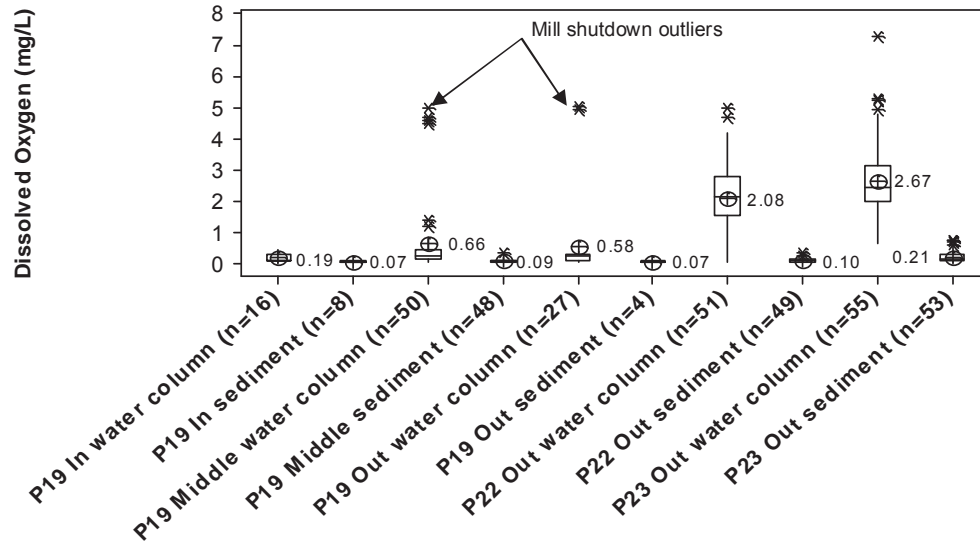 Dissolved Oxygen (mg/L)
8
7
6
5
4
3
2
1
0
Mill shutdown outliers
0.19
0.07
0.66
0.09
0.58
0.07
2.08
0.10
2.67
0.21
P19 In water column (n=16)
P19 In sediment (n=8)
P19 Middle water column (n=50)
P19 Middle sediment (n=48)
P19 Out water column (n=27)
P19 Out sediment (n=4)
P22 Out water column (n=51)
P22 Out sediment (n=49)
P23 Out water column (n=55)
P23 Out sediment (n=53)